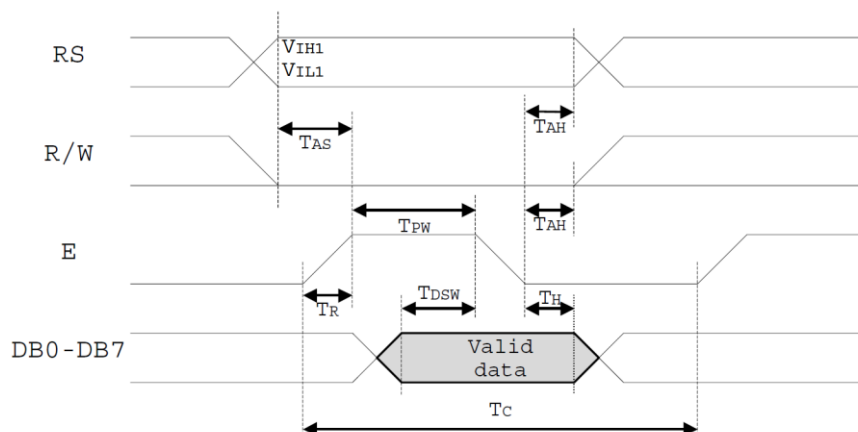 RS
VIH1
VIL1
TAH
TAS
R/W
TPW
TAH
E
TDSW
TH
TR
DB0-DB7
Valid
data
TC